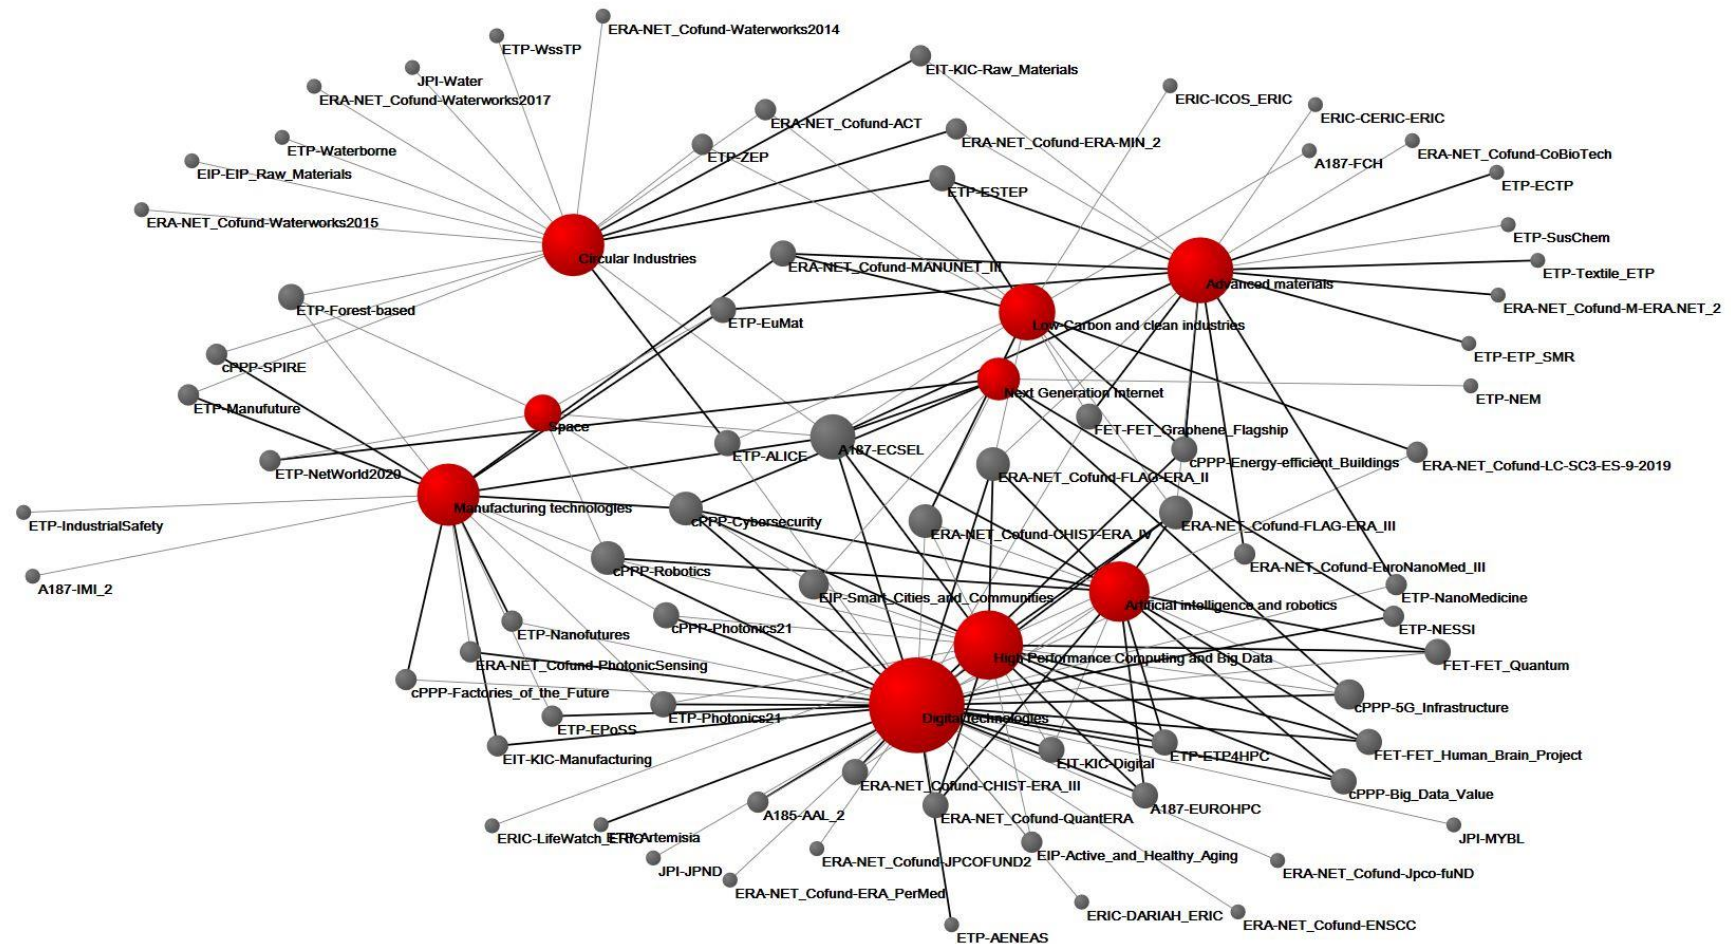 ERA-NET_Cofund-Waterworks2014
ETP-WssTP
JPI-Water
EIT-KIC-Raw_Materials
ERA-NET_Cofund-Waterworks2017
ERIC-ICOS_ERIC
ERIC-CERIC-ERIC
ERA-NET_Cofund-ACT
ERA-NET_Cofund-ERA-MIN_2
ETP-Waterborne
ETP-ZEP
A187-FCH
ERA-NET_Cofund-CoBioTech
EIP-EIP_Raw_Materials
ETP-ECTP
ETP-ESTEP
ERA-NET_Cofund-Waterworks2015
ETP-SusChem
Circular Industries
ERA-NET_Cofund-MANUNET_III
ETP-Textile_ETP
Advanced materials
ETP-Forest-based
ERA-NET_Cofund-M-ERA.NET_2
ETP-EuMat
Low-Carbon and clean industries
ETP-ETP_SMR
cPPP-SPIRE
Next Generation Internet
ETP-NEM
ETP-Manufuture
Space
FET-FET_Graphene_Flagship
A187-ECSEL
ETP-ALICE
cPPP-Energy-efficient_Buildings
ERA-NET_Cofund-LC-SC3-ES-9-2019
ETP-NetWorld2020
ERA-NET_Cofund-FLAG-ERA_II
Manufacturing technologies
ETP-IndustrialSafety
cPPP-Cybersecurity
ERA-NET_Cofund-FLAG-ERA_III
ERA-NET_Cofund-CHIST-ERA_IV
cPPP-Robotics
ERA-NET_Cofund-EuroNanoMed_III
A187-IMI_2
EIP-Smart_Cities_and_Communities
Artificial intelligence and robotics
ETP-NanoMedicine
cPPP-Photonics21
ETP-NESSI
ETP-Nanofutures
High Performance Computing and Big Data
ERA-NET_Cofund-PhotonicSensing
FET-FET_Quantum
cPPP-Factories_of_the_Future
cPPP-5G_Infrastructure
ETP-Photonics21
Digital technologies
ETP-EPoSS
EIT-KIC-Manufacturing
EIT-KIC-Digital
ETP-ETP4HPC
FET-FET_Human_Brain_Project
ERA-NET_Cofund-CHIST-ERA_III
cPPP-Big_Data_Value
A185-AAL_2
A187-EUROHPC
ERA-NET_Cofund-QuantERA
ERIC-LifeWatch_ERIC
ETP-Artemisia
JPI-MYBL
EIP-Active_and_Healthy_Aging
ERA-NET_Cofund-JPCOFUND2
JPI-JPND
ERA-NET_Cofund-Jpco-fuND
ERA-NET_Cofund-ERA_PerMed
ERIC-DARIAH_ERIC
ERA-NET_Cofund-ENSCC
ETP-AENEAS